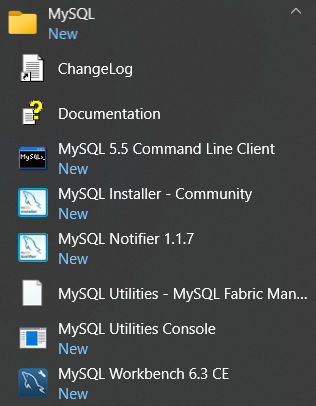 MySQL
New
ChangeLog
Documentation
MySQL 5.5 Command Line Client
New
MySQL Installer - Community
New
MySQL Notifier 1.1.7
New
MySQL Utilities - MySQL Fabric Man...
MySQL Utilities Console
New
MySQL Workbench 6.3 CE
New